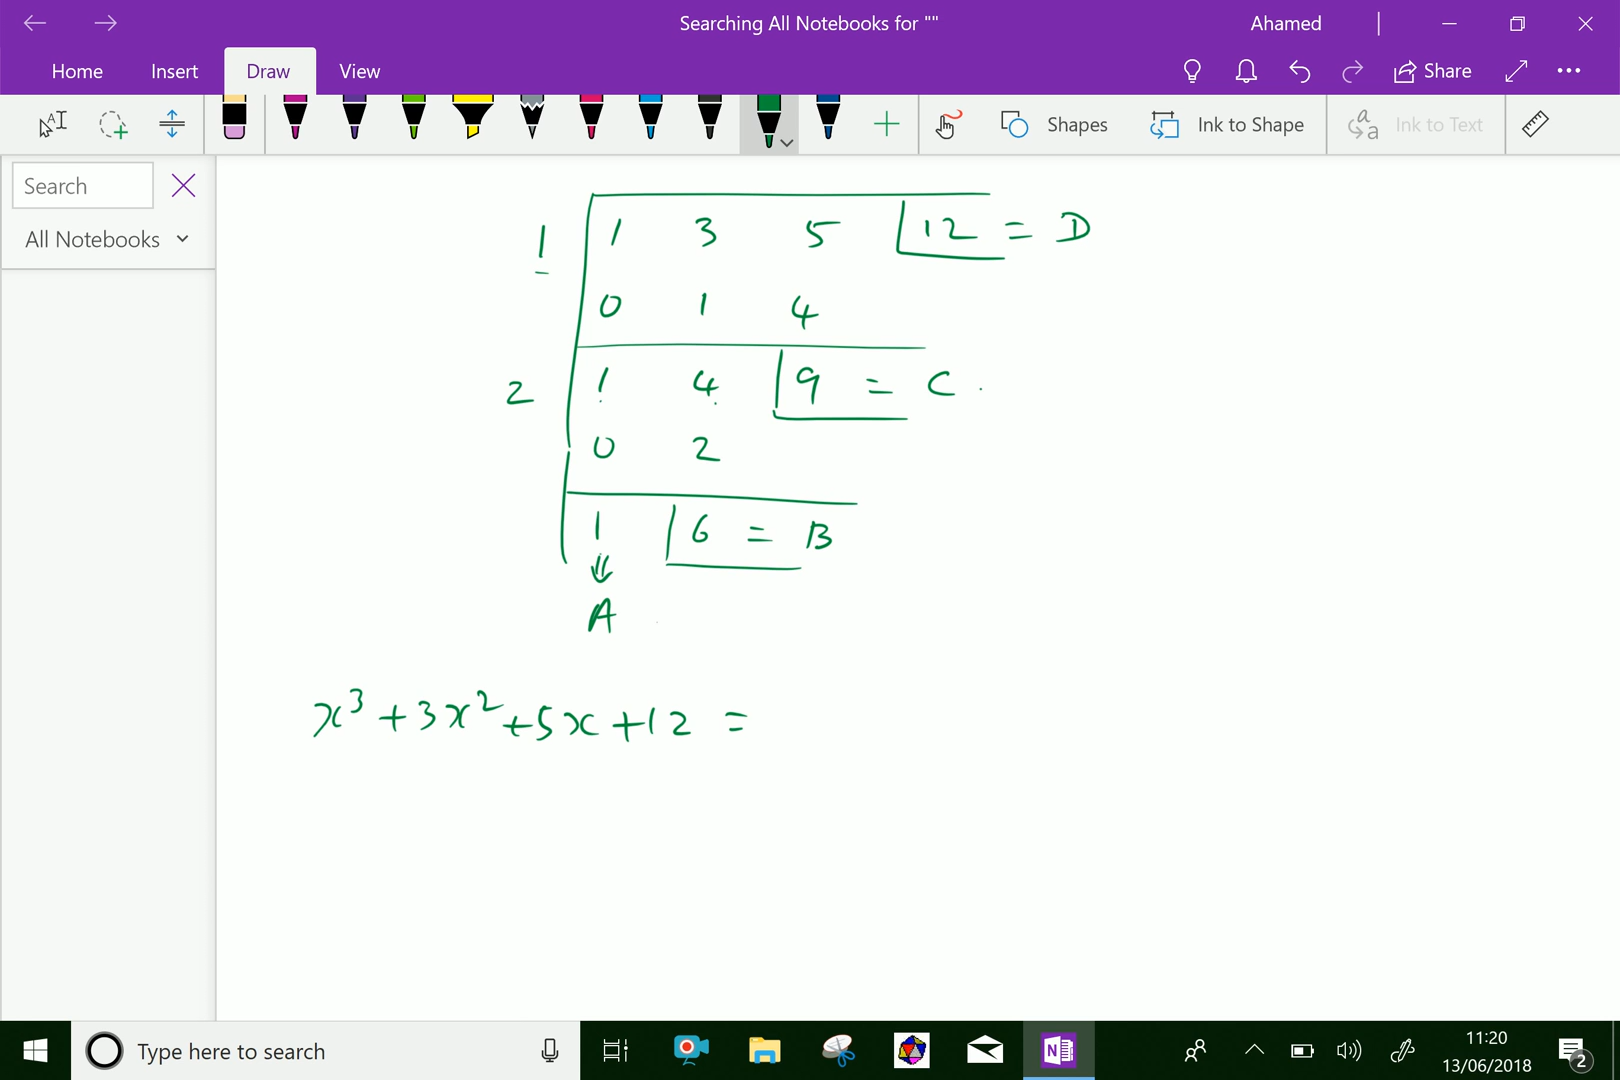 Searching All Notebooks for ""
Ahamed
Home Insert Draw View
Share
Shapes Ink to Shape Ink to Text
Search
All Notebooks
1 1 3 5 12 = D
0 1 4
2 1 4 9 = C
0 2
1 6 = B
⇓
A
x³ + 3x² + 5x + 12 =
Type here to search
11:20
13/06/2018
2